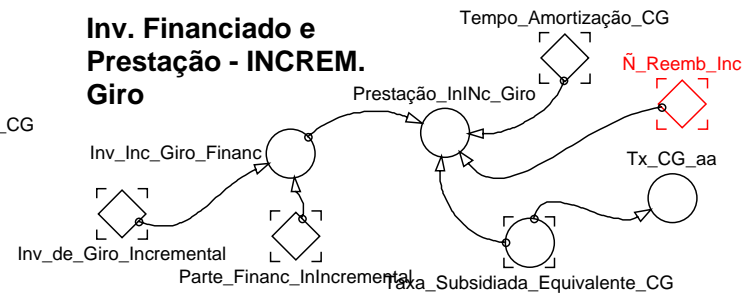 Inv. Financiado e
Prestação - INCREM.
Giro
Tempo_Amortização_CG
Ñ_Reemb_Inc
Prestação_InINc_Giro
_CG
Inv_Inc_Giro_Financ
Tx_CG_aa
Inv_de_Giro_Incremental
Parte_Financ_InIncremental
Taxa_Subsidiada_Equivalente_CG